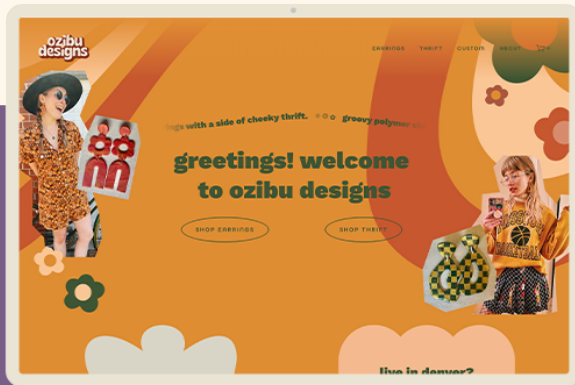 ozibu
designs
EARRINGS THRIFT CUSTOM ABOUT
with a side of cheeky thrift. groovy polymer
greetings! welcome
to ozibu designs
SHOP EARRINGS SHOP THRIFT
BASKETBALL
live in denver?